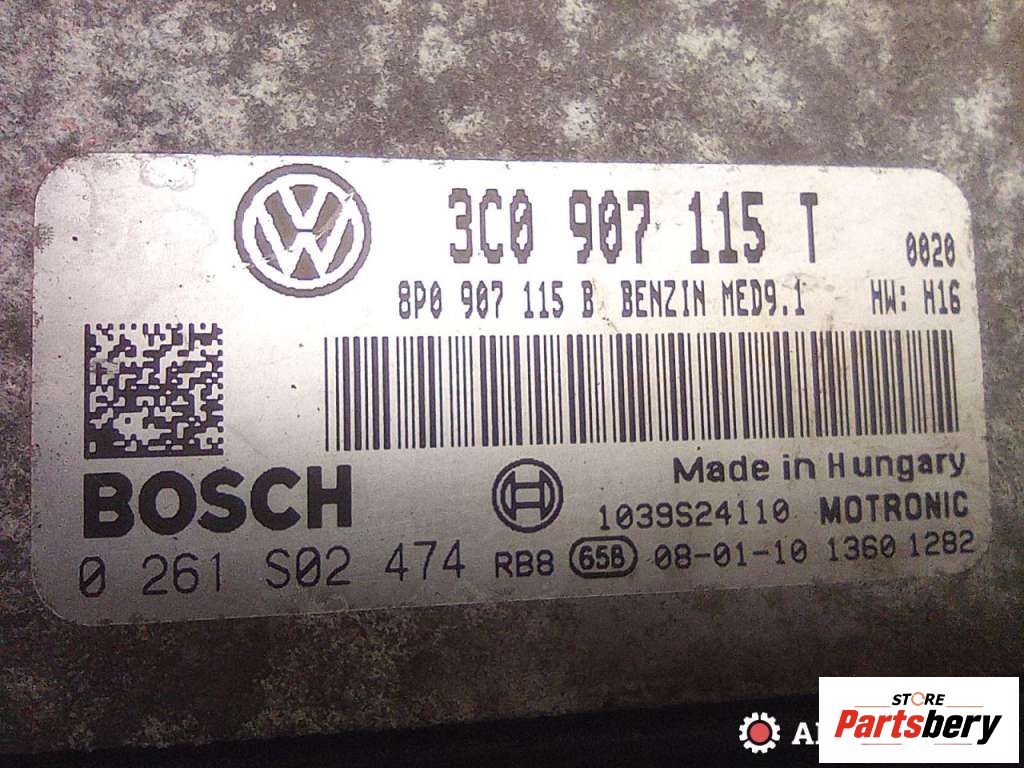 3C0 907 115 T
0020
8P0 907 115 B BENZIN MED9.1 HW: H16
Made in Hungary
BOSCH
1039S24110 MOTRONIC
0 261 S02 474 RB8 65B 08-01-10 1360 1282
STORE
Partsbery